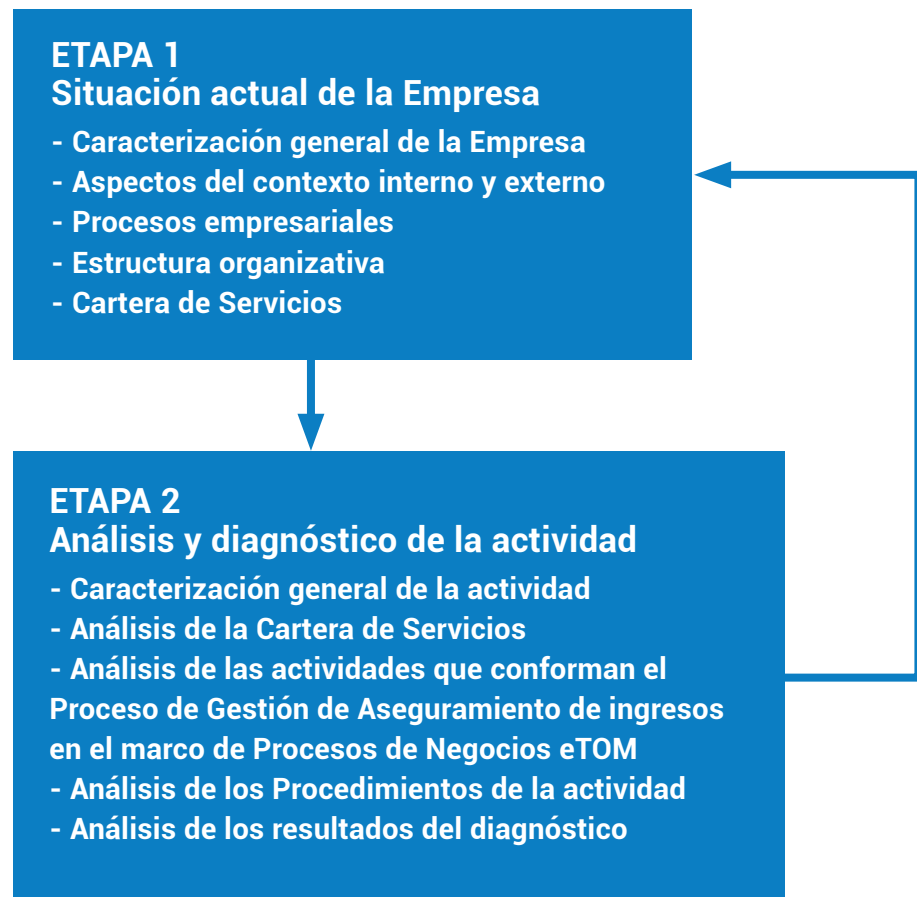 ETAPA 1
Situación actual de la Empresa
- Caracterización general de la Empresa
- Aspectos del contexto interno y externo
- Procesos empresariales
- Estructura organizativa
- Cartera de Servicios
ETAPA 2
Análisis y diagnóstico de la actividad
- Caracterización general de la actividad
- Análisis de la Cartera de Servicios
- Análisis de las actividades que conforman el
Proceso de Gestión de Aseguramiento de ingresos
en el marco de Procesos de Negocios eTOM
- Análisis de los Procedimientos de la actividad
- Análisis de los resultados del diagnóstico